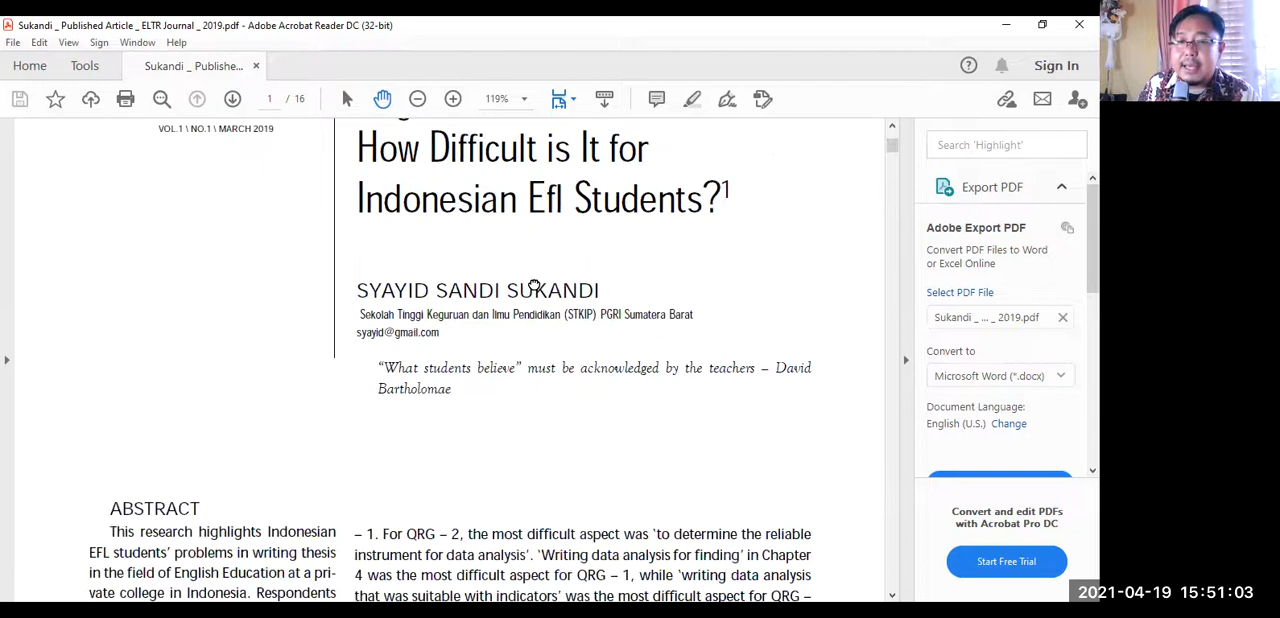 Sukandi _ Published Article _ ELTR Journal _ 2019.pdf - Adobe Acrobat Reader DC (32-bit)
File Edit View Sign Window Help
Home Tools Sukandi _ Publishe... Sign In
1 / 16 119%
VOL.1 \ NO.1 \ MARCH 2019
How Difficult is It for
Indonesian Efl Students?1
SYAYID SANDI SUKANDI
Sekolah Tinggi Keguruan dan Ilmu Pendidikan (STKIP) PGRI Sumatera Barat
syayid@gmail.com
“What students believe” must be acknowledged by the teachers – David
Bartholomae
ABSTRACT
This research highlights Indonesian
EFL students’ problems in writing thesis
in the field of English Education at a pri-
vate college in Indonesia. Respondents
– 1. For QRG – 2, the most difficult aspect was ‘to determine the reliable
instrument for data analysis’. ‘Writing data analysis for finding’ in Chapter
4 was the most difficult aspect for QRG – 1, while ‘writing data analysis
that was suitable with indicators’ was the most difficult aspect for QRG –
Search 'Highlight'
Export PDF
Adobe Export PDF
Convert PDF Files to Word
or Excel Online
Select PDF File
Sukandi _ ... _ 2019.pdf
Convert to
Microsoft Word (*.docx)
Document Language:
English (U.S.) Change
Convert and edit PDFs
with Acrobat Pro DC
Start Free Trial
2021-04-19 15:51:03